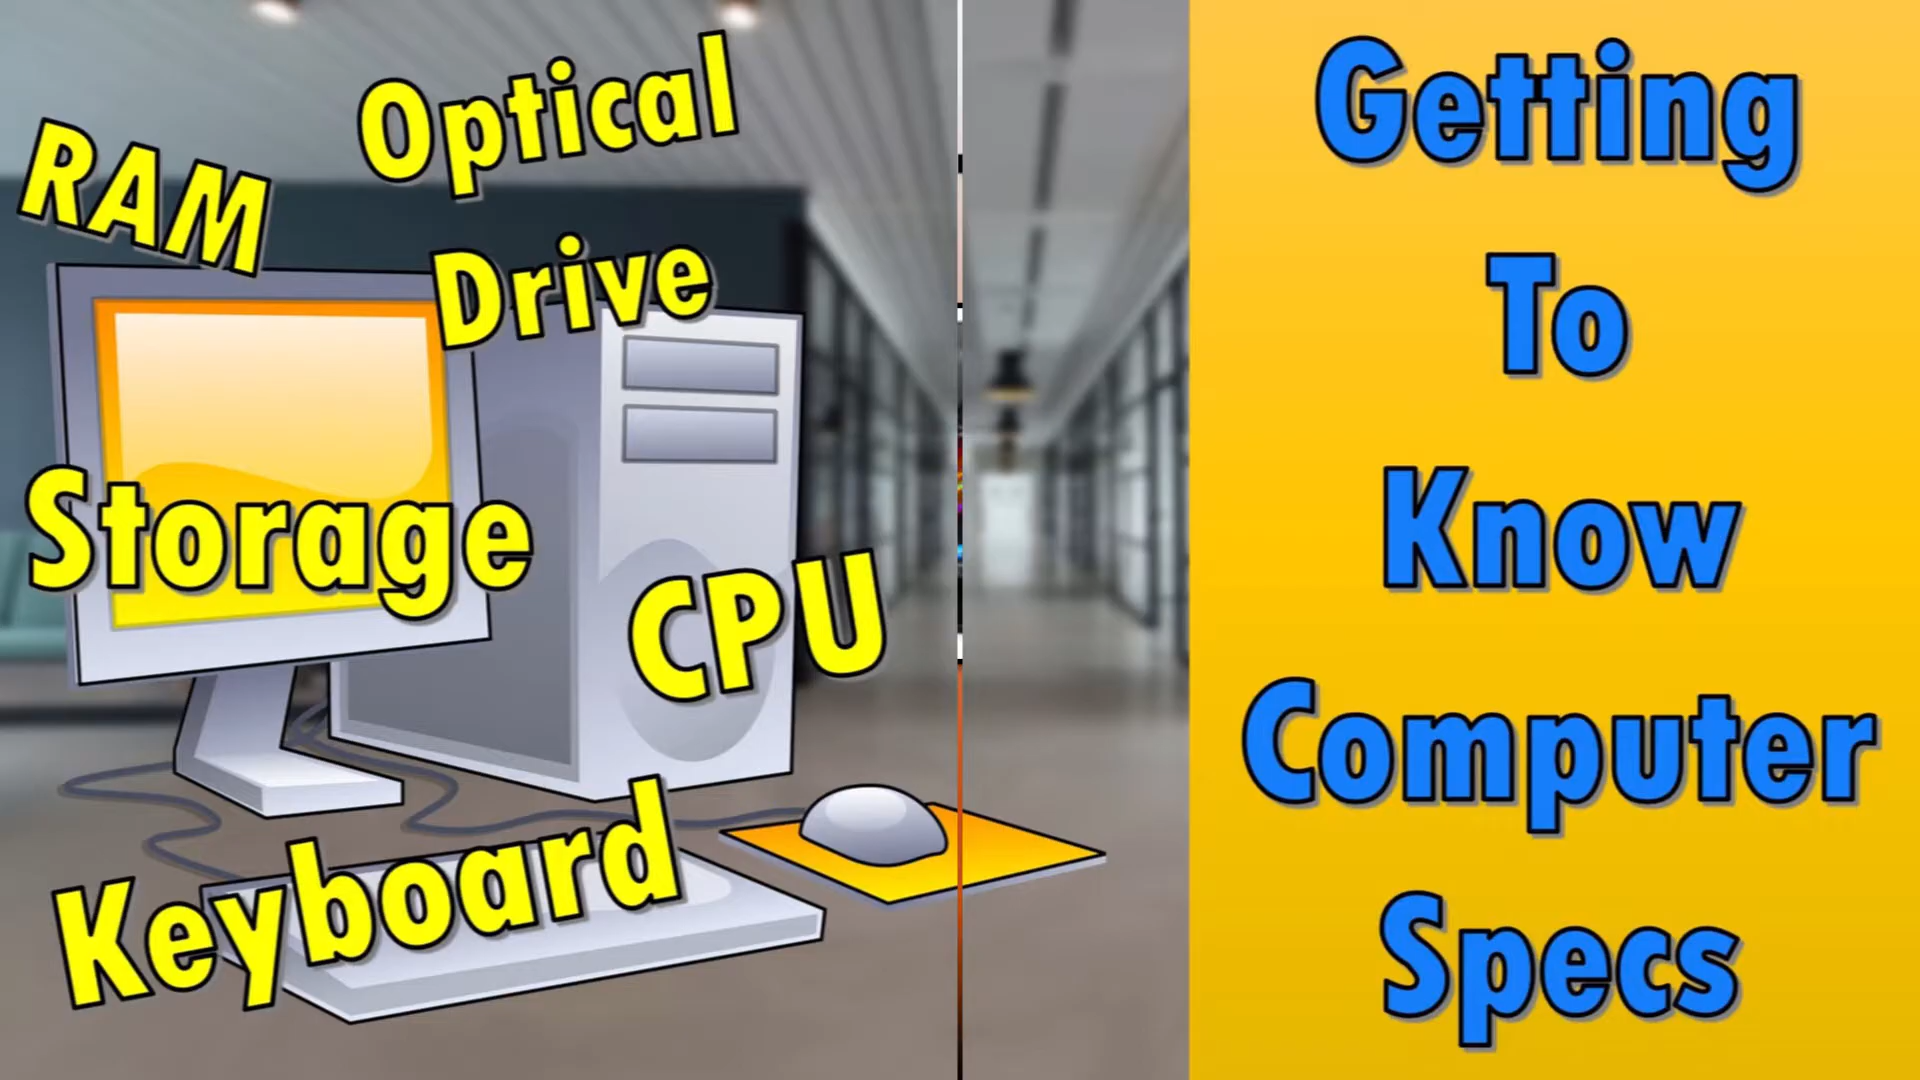 RAM
Optical
Drive
Storage
CPU
Keyboard
Getting
To
Know
Computer
Specs